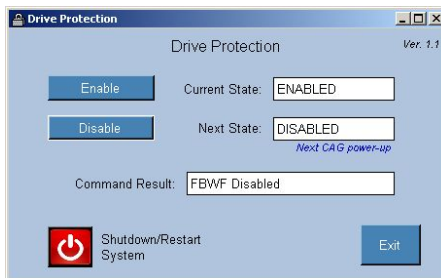 Drive Protection
Drive Protection
Ver. 1.1
Enable
Current State: ENABLED
Disable
Next State: DISABLED
Next CAG power-up
Command Result: FBWF Disabled
Shutdown/Restart
System
Exit